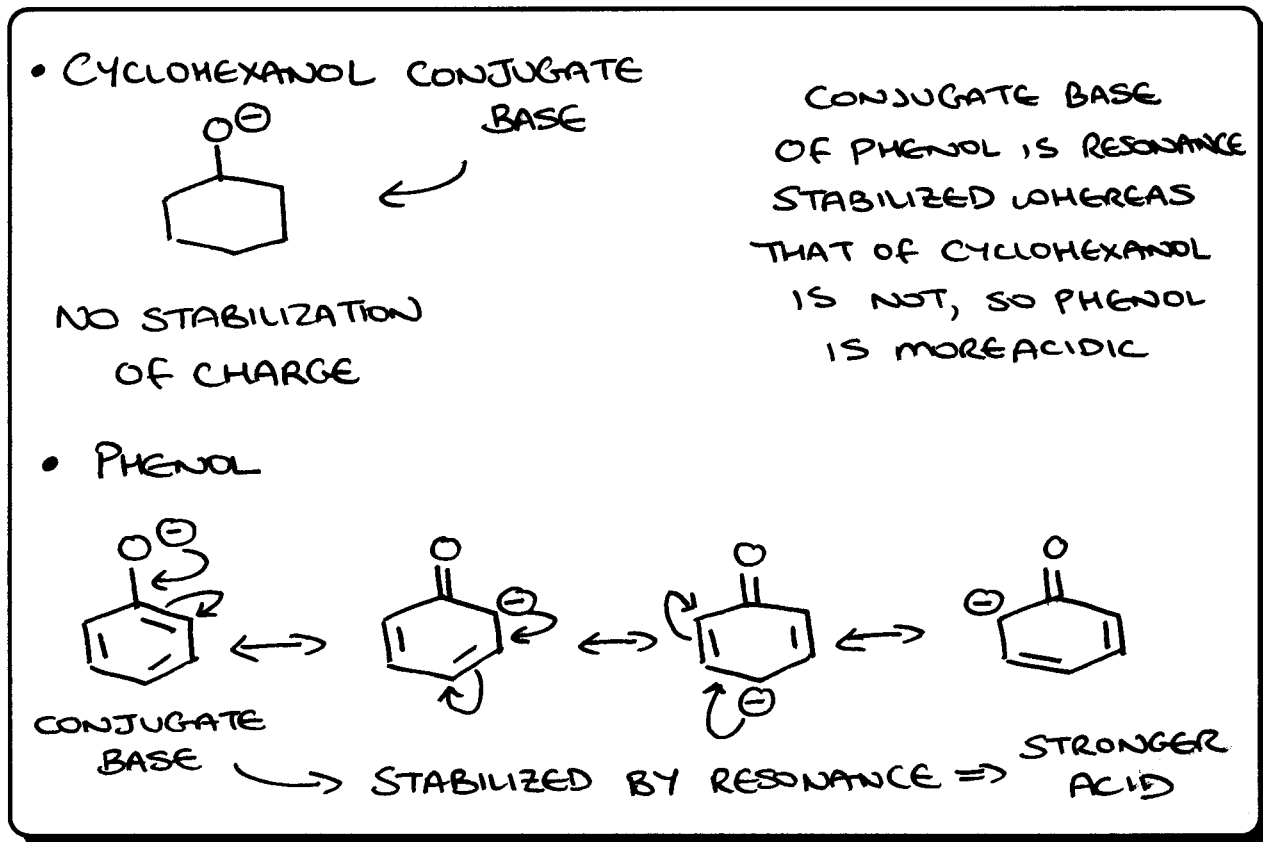 • CYCLOHEXANOL CONJUGATE
BASE
O⊖
NO STABILIZATION
OF CHARGE
CONJUGATE BASE
OF PHENOL IS RESONANCE
STABILIZED WHEREAS
THAT OF CYCLOHEXANOL
IS NOT, SO PHENOL
IS MORE ACIDIC
• PHENOL
O⊖ O O O
⊖ ⊖
⊖
CONJUGATE
BASE
STABILIZED BY RESONANCE ⇒ STRONGER
ACID